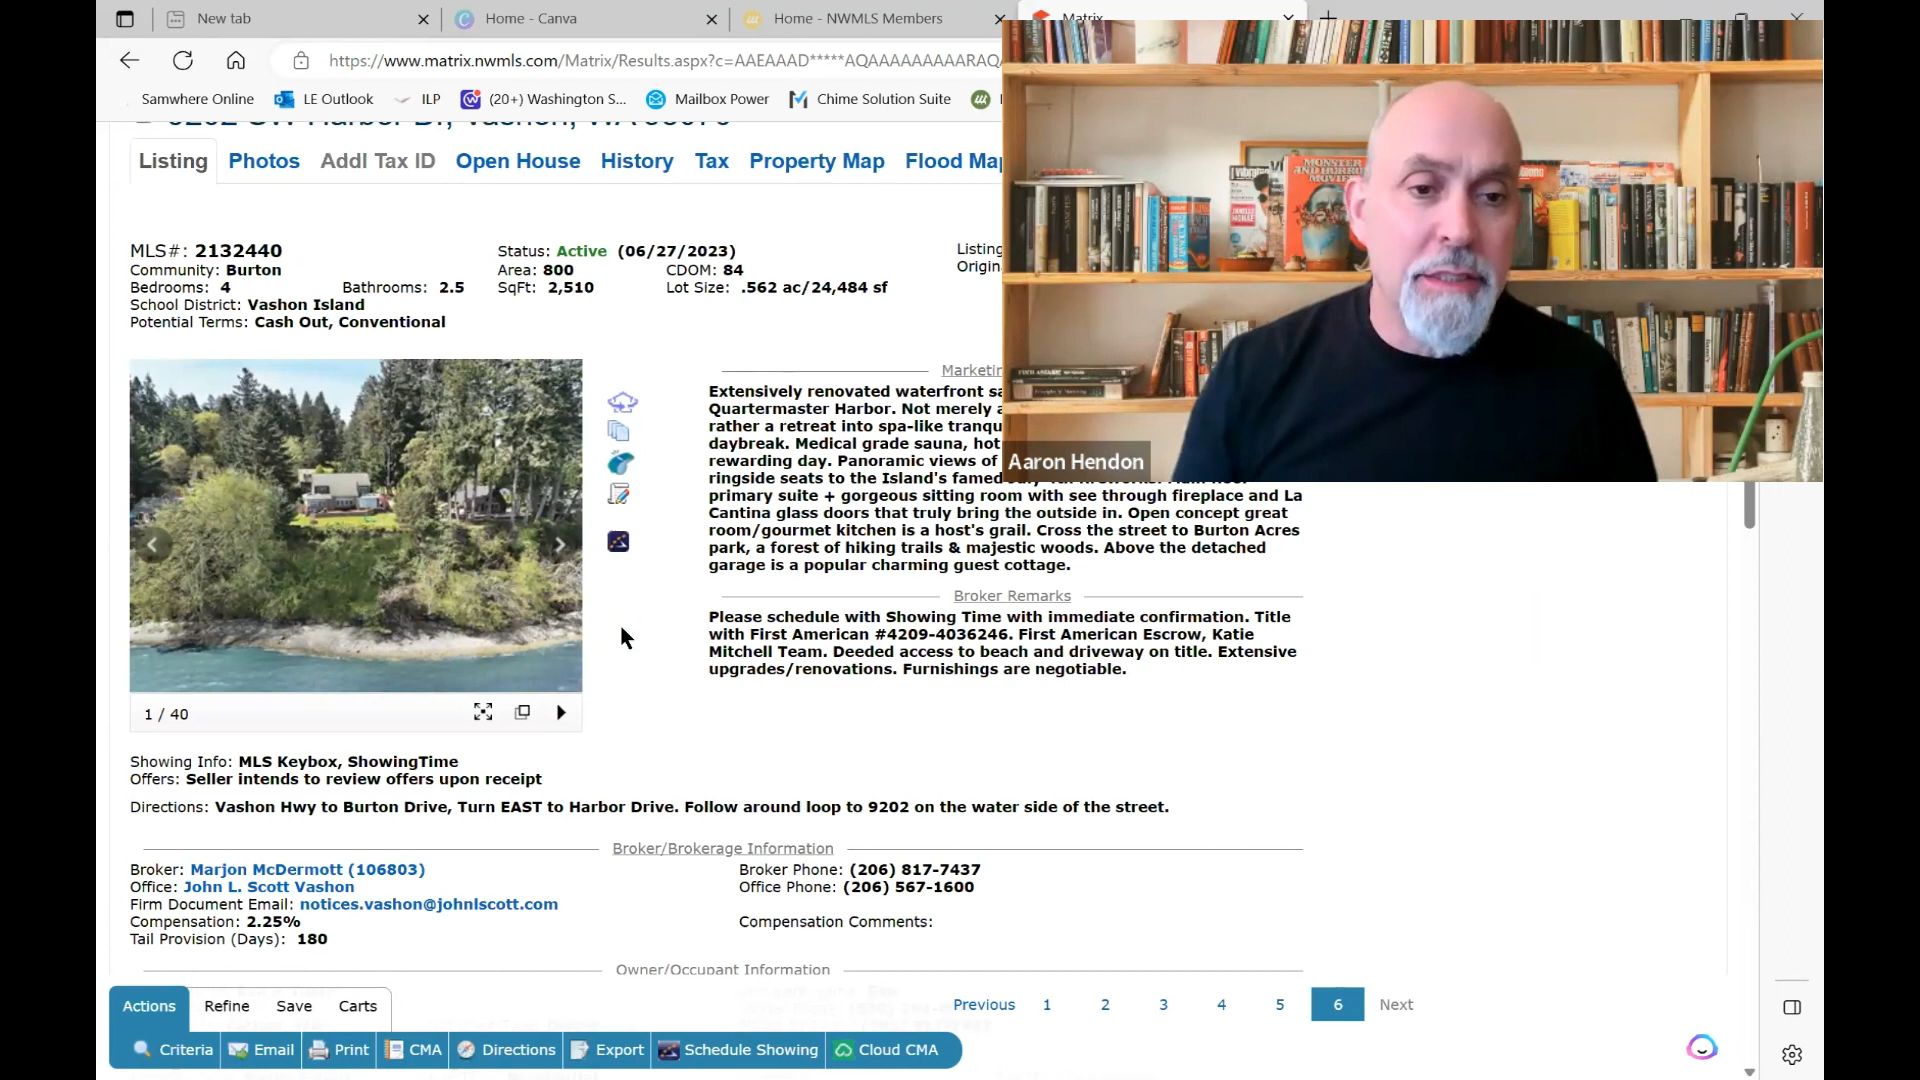 New tab
Home - Canva
Home - NWMLS Members
Matrix
https://www.matrix.nwmls.com/Matrix/Results.aspx?c=AAEAAAD*****AQAAAAAAAAARAQA
Samwhere Online
LE Outlook
ILP
(20+) Washington S...
Mailbox Power
Chime Solution Suite
Listing
Photos
Addl Tax ID
Open House
History
Tax
Property Map
Flood Map
MLS#: 2132440
Status: Active (06/27/2023)
Listing
Community: Burton
Area: 800
CDOM: 84
Origin
Bedrooms: 4
Bathrooms: 2.5
SqFt: 2,510
Lot Size: .562 ac/24,484 sf
School District: Vashon Island
Potential Terms: Cash Out, Conventional
Marketin
Extensively renovated waterfront sa
Quartermaster Harbor. Not merely a
rather a retreat into spa-like tranqu
daybreak. Medical grade sauna, hot
rewarding day. Panoramic views of
ringside seats to the Island's famed
primary suite + gorgeous sitting room with see through fireplace and La
Cantina glass doors that truly bring the outside in. Open concept great
room/gourmet kitchen is a host's grail. Cross the street to Burton Acres
park, a forest of hiking trails & majestic woods. Above the detached
garage is a popular charming guest cottage.
Broker Remarks
Please schedule with Showing Time with immediate confirmation. Title
with First American #4209-4036246. First American Escrow, Katie
Mitchell Team. Deeded access to beach and driveway on title. Extensive
upgrades/renovations. Furnishings are negotiable.
1 / 40
Showing Info: MLS Keybox, ShowingTime
Offers: Seller intends to review offers upon receipt
Directions: Vashon Hwy to Burton Drive, Turn EAST to Harbor Drive. Follow around loop to 9202 on the water side of the street.
Broker/Brokerage Information
Broker: Marjon McDermott (106803)
Broker Phone: (206) 817-7437
Office: John L. Scott Vashon
Office Phone: (206) 567-1600
Firm Document Email: notices.vashon@johnlscott.com
Compensation: 2.25%
Compensation Comments:
Tail Provision (Days): 180
Owner/Occupant Information
Actions
Refine
Save
Carts
Previous 1 2 3 4 5 6 Next
Criteria
Email
Print
CMA
Directions
Export
Schedule Showing
Cloud CMA
MONSTER
AND HORROR
MOVIES
Aaron Hendon